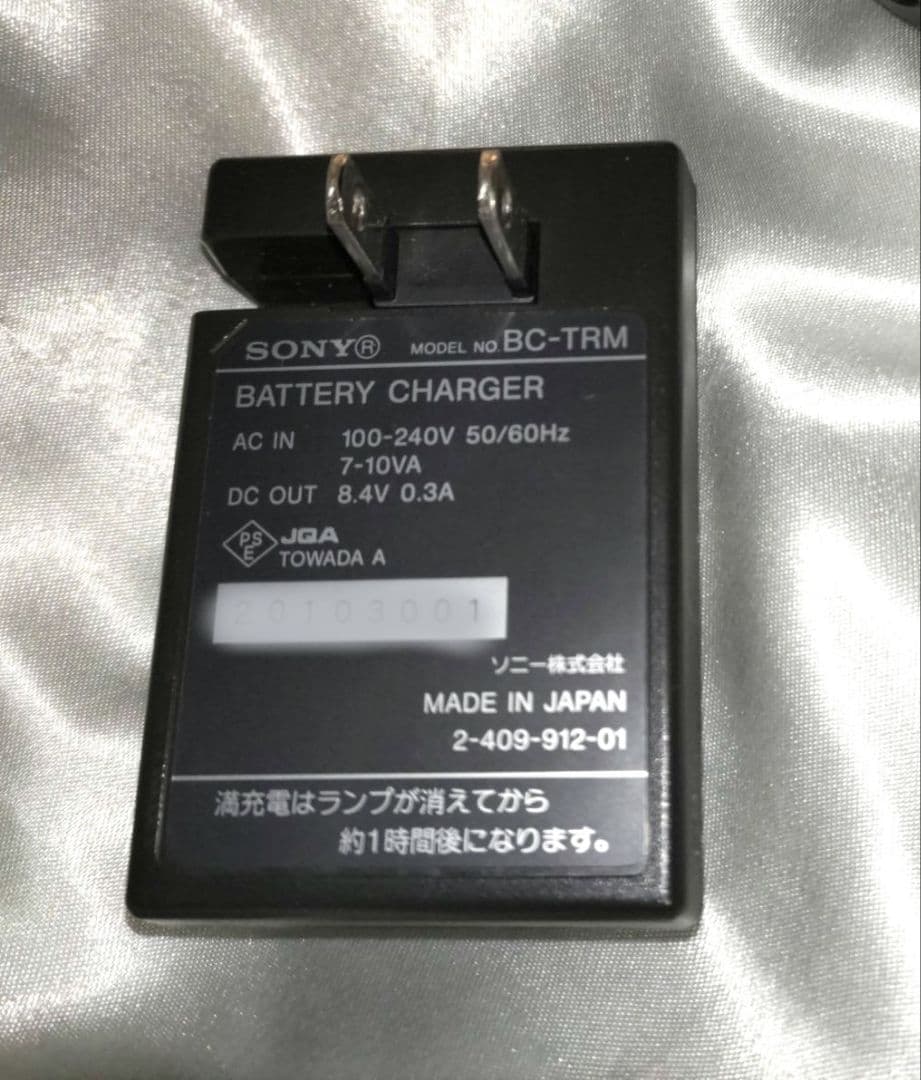 SONY® MODEL NO. BC-TRM
BATTERY CHARGER
AC IN 100-240V 50/60Hz
7-10VA
DC OUT 8.4V 0.3A
PSE JQA
TOWADA A
20103001
ソニー株式会社
MADE IN JAPAN
2-409-912-01
満充電はランプが消えてから
約1時間後になります。